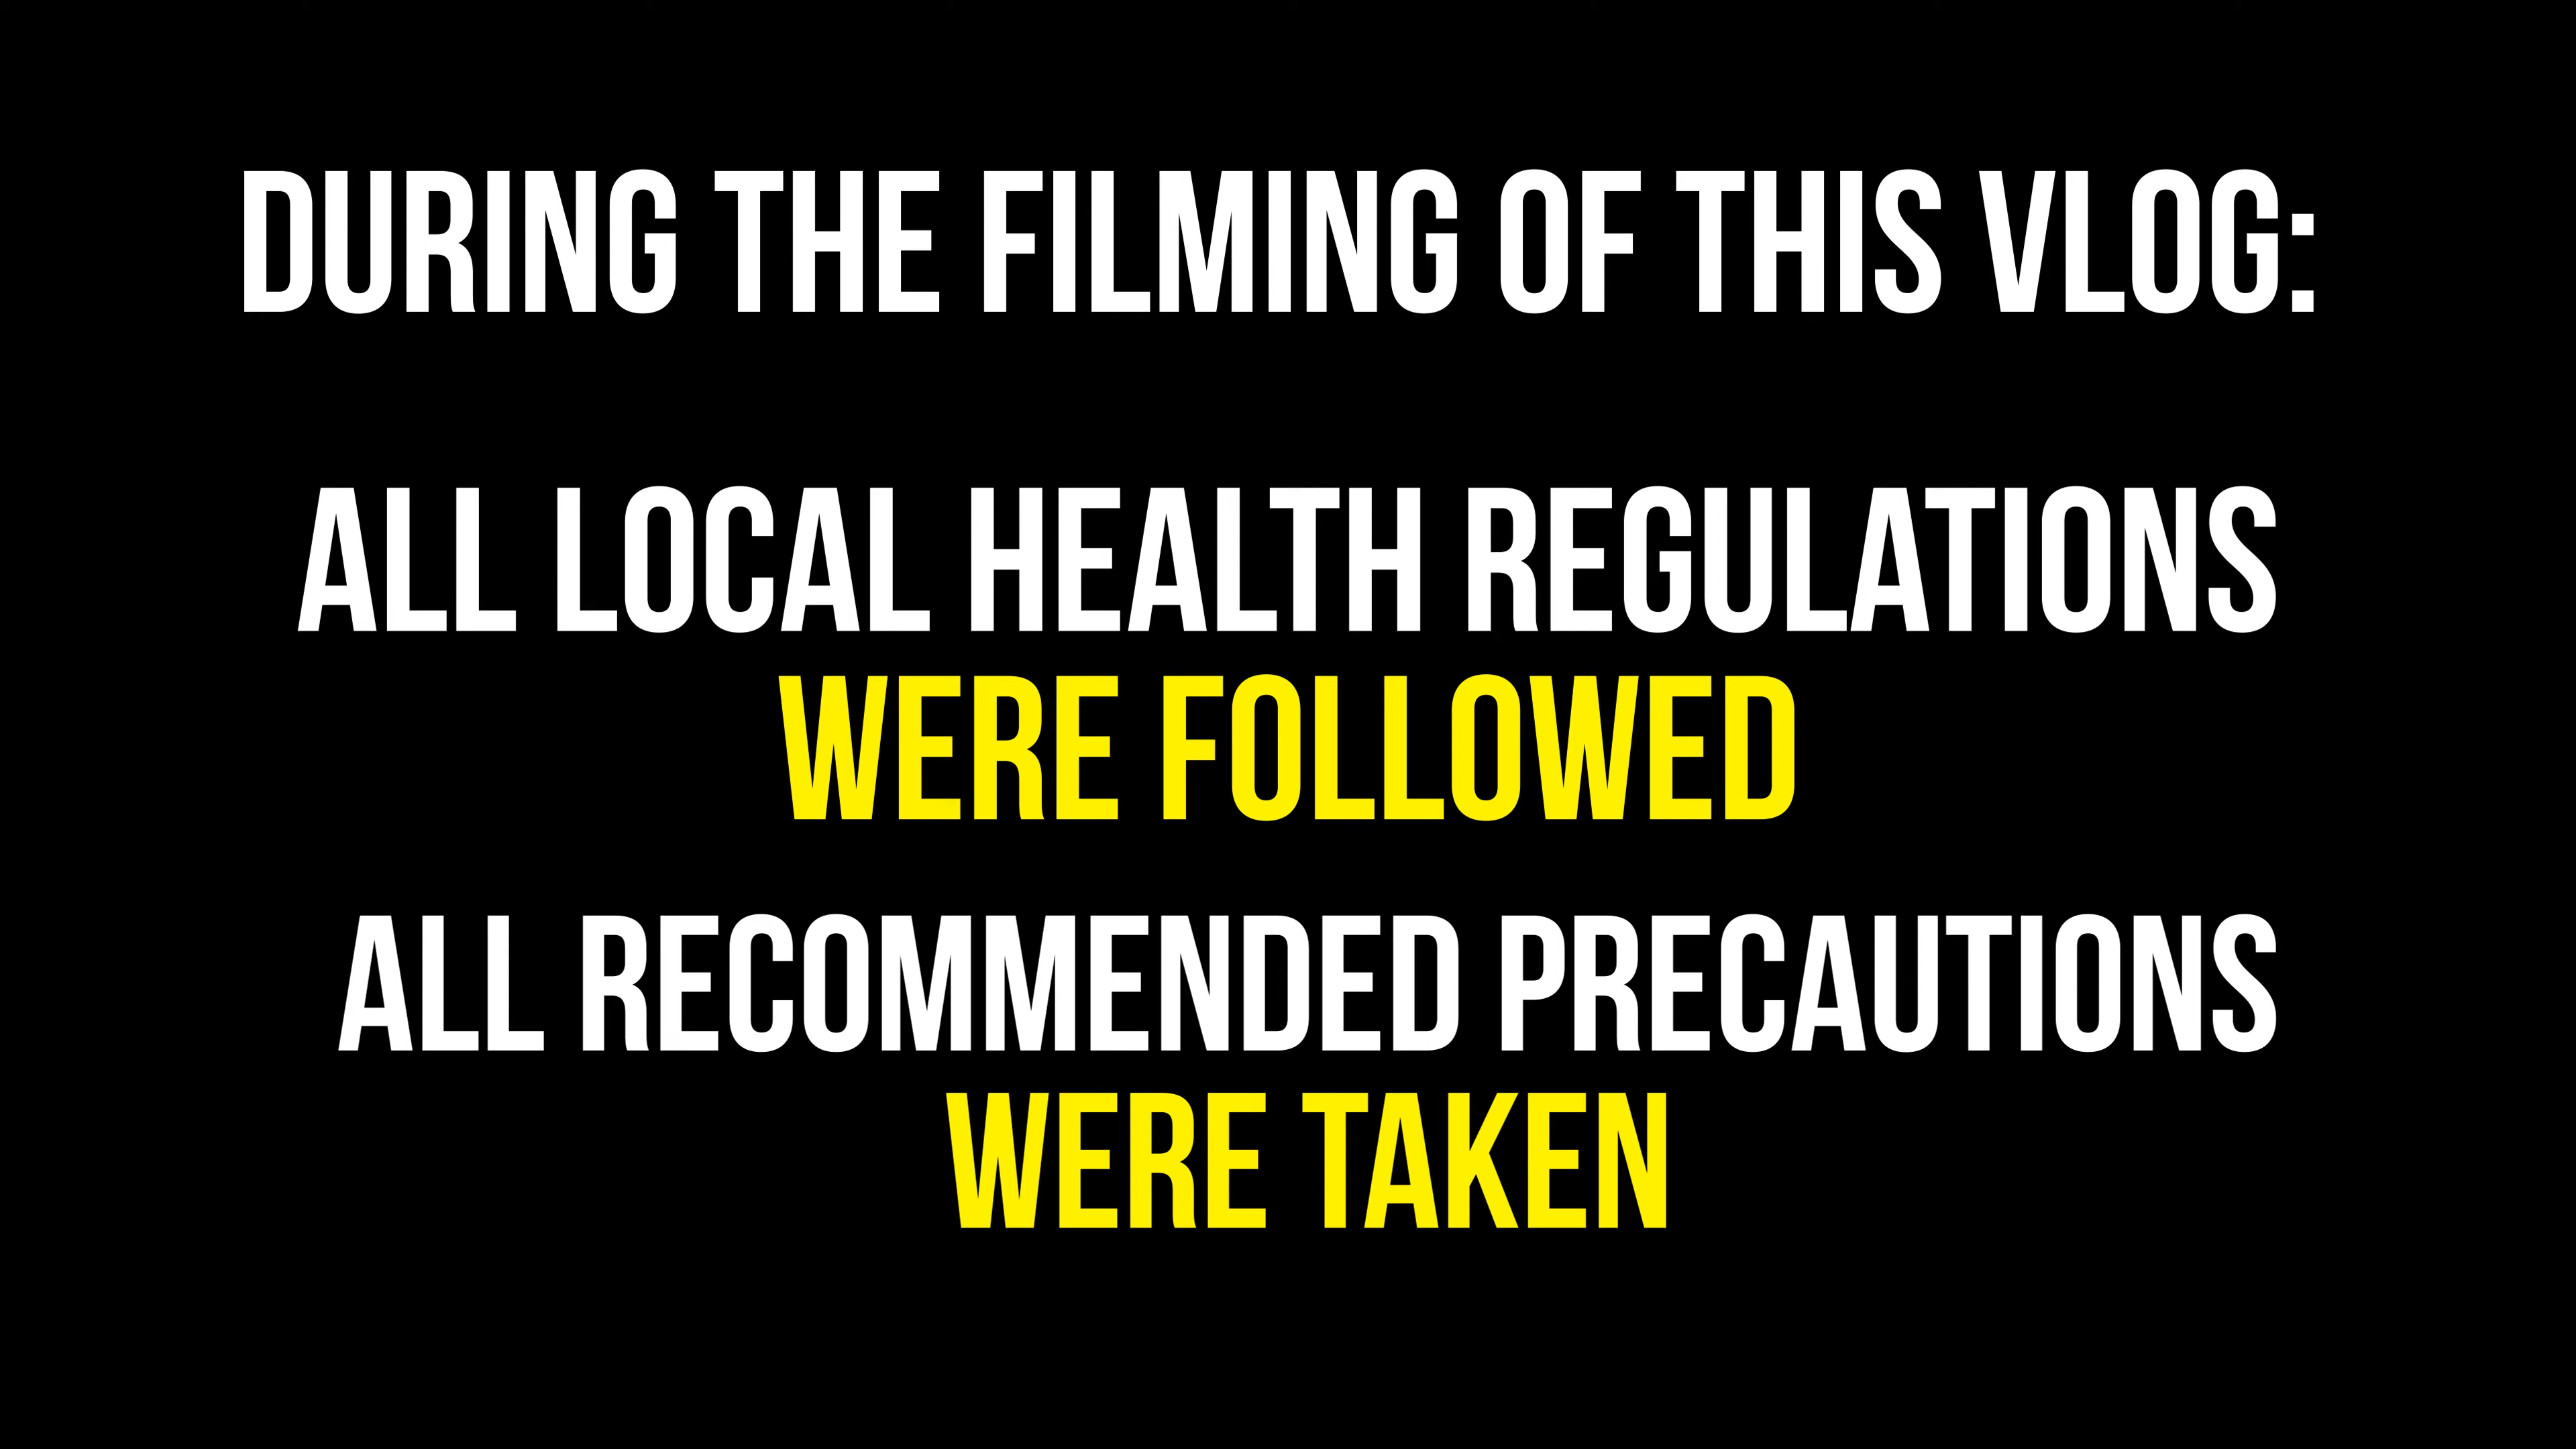 DURING THE FILMING OF THIS VLOG:
ALL LOCAL HEALTH REGULATIONS
WERE FOLLOWED
ALL RECOMMENDED PRECAUTIONS
WERE TAKEN